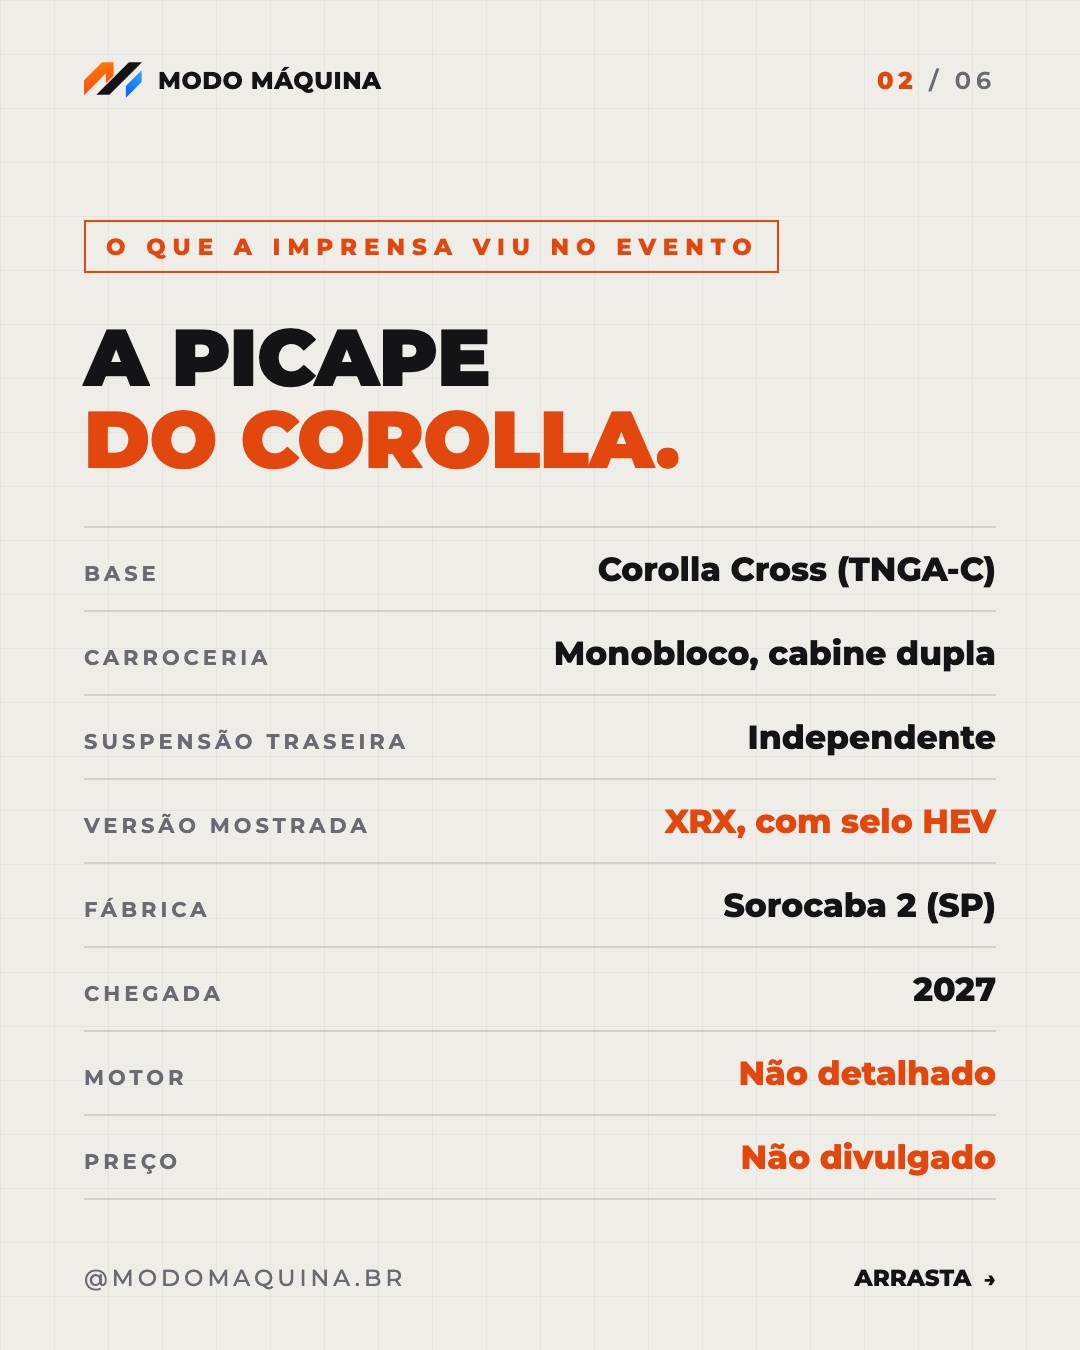 MODO MÁQUINA
02 / 06
O QUE A IMPRENSA VIU NO EVENTO
A PICAPE
DO COROLLA.
BASE Corolla Cross (TNGA-C)
CARROCERIA Monobloco, cabine dupla
SUSPENSÃO TRASEIRA Independente
VERSÃO MOSTRADA XRX, com selo HEV
FÁBRICA Sorocaba 2 (SP)
CHEGADA 2027
MOTOR Não detalhado
PREÇO Não divulgado
@MODOMAQUINA.BR
ARRASTA →